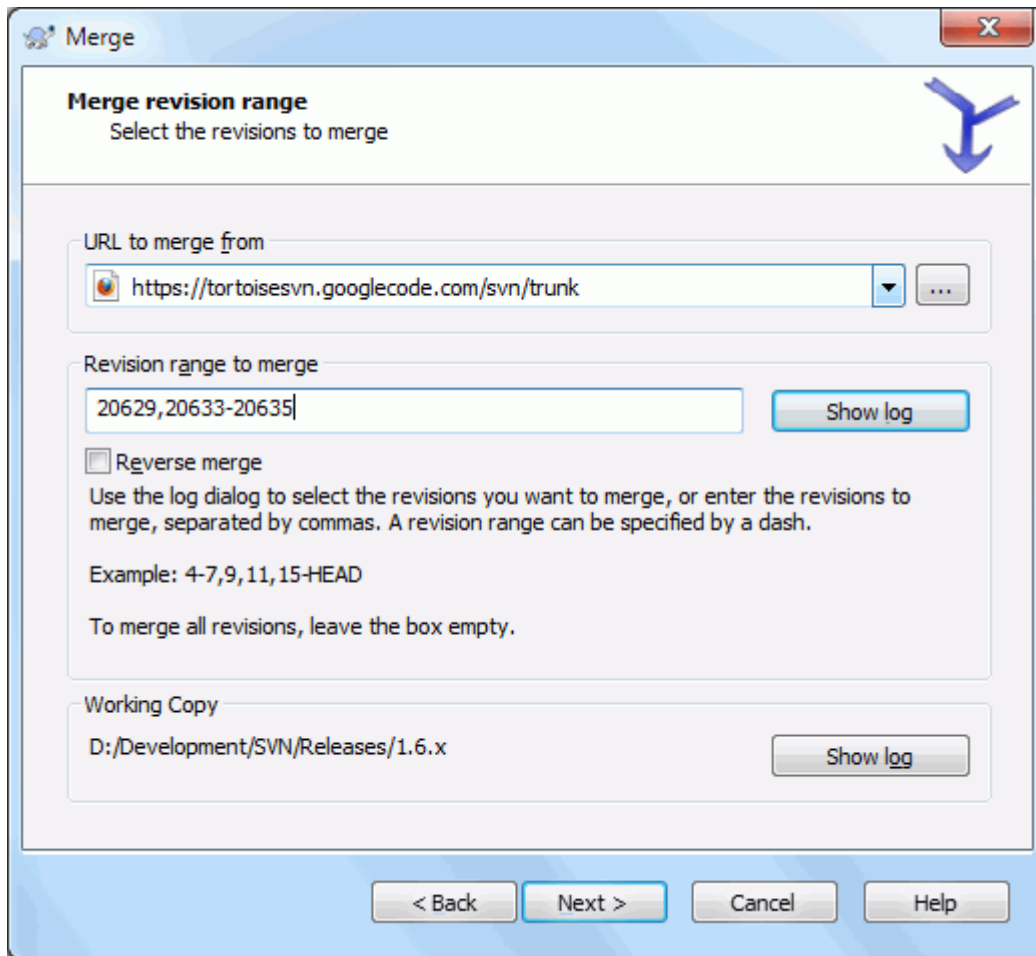 Merge
Merge revision range
Select the revisions to merge
URL to merge from
https://tortoisesvn.googlecode.com/svn/trunk
...
Revision range to merge
20629,20633-20635
Show log
Reverse merge
Use the log dialog to select the revisions you want to merge, or enter the revisions to
merge, separated by commas. A revision range can be specified by a dash.
Example: 4-7,9,11,15-HEAD
To merge all revisions, leave the box empty.
Working Copy
D:/Development/SVN/Releases/1.6.x
Show log
< Back
Next >
Cancel
Help